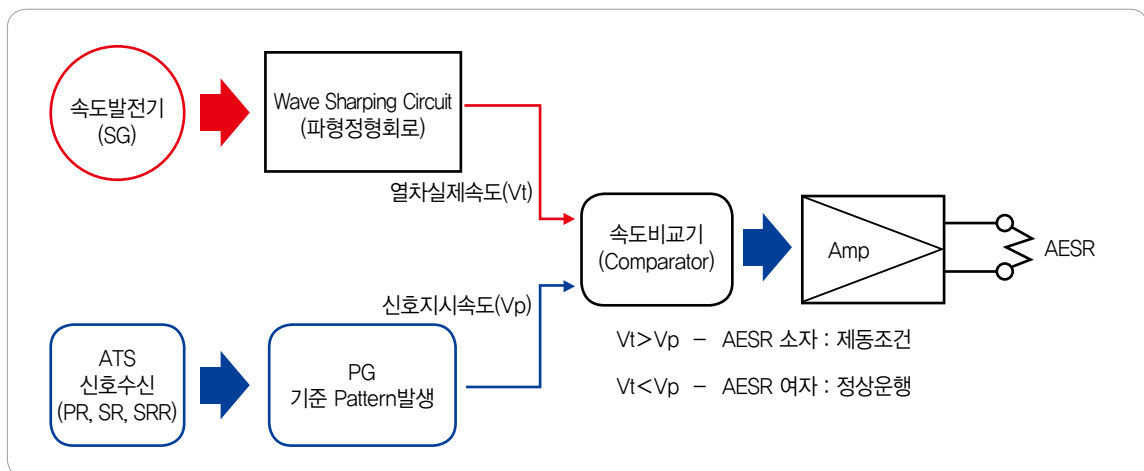 속도발전기
(SG)
Wave Sharping Circuit
(파형정형회로)
열차실제속도(Vt)
속도비교기
(Comparator)
Amp
AESR
신호지시속도(Vp)
ATS
신호수신
(PR, SR, SRR)
PG
기준 Pattern발생
Vt>Vp - AESR 소자 : 제동조건
Vt<Vp - AESR 여자 : 정상운행